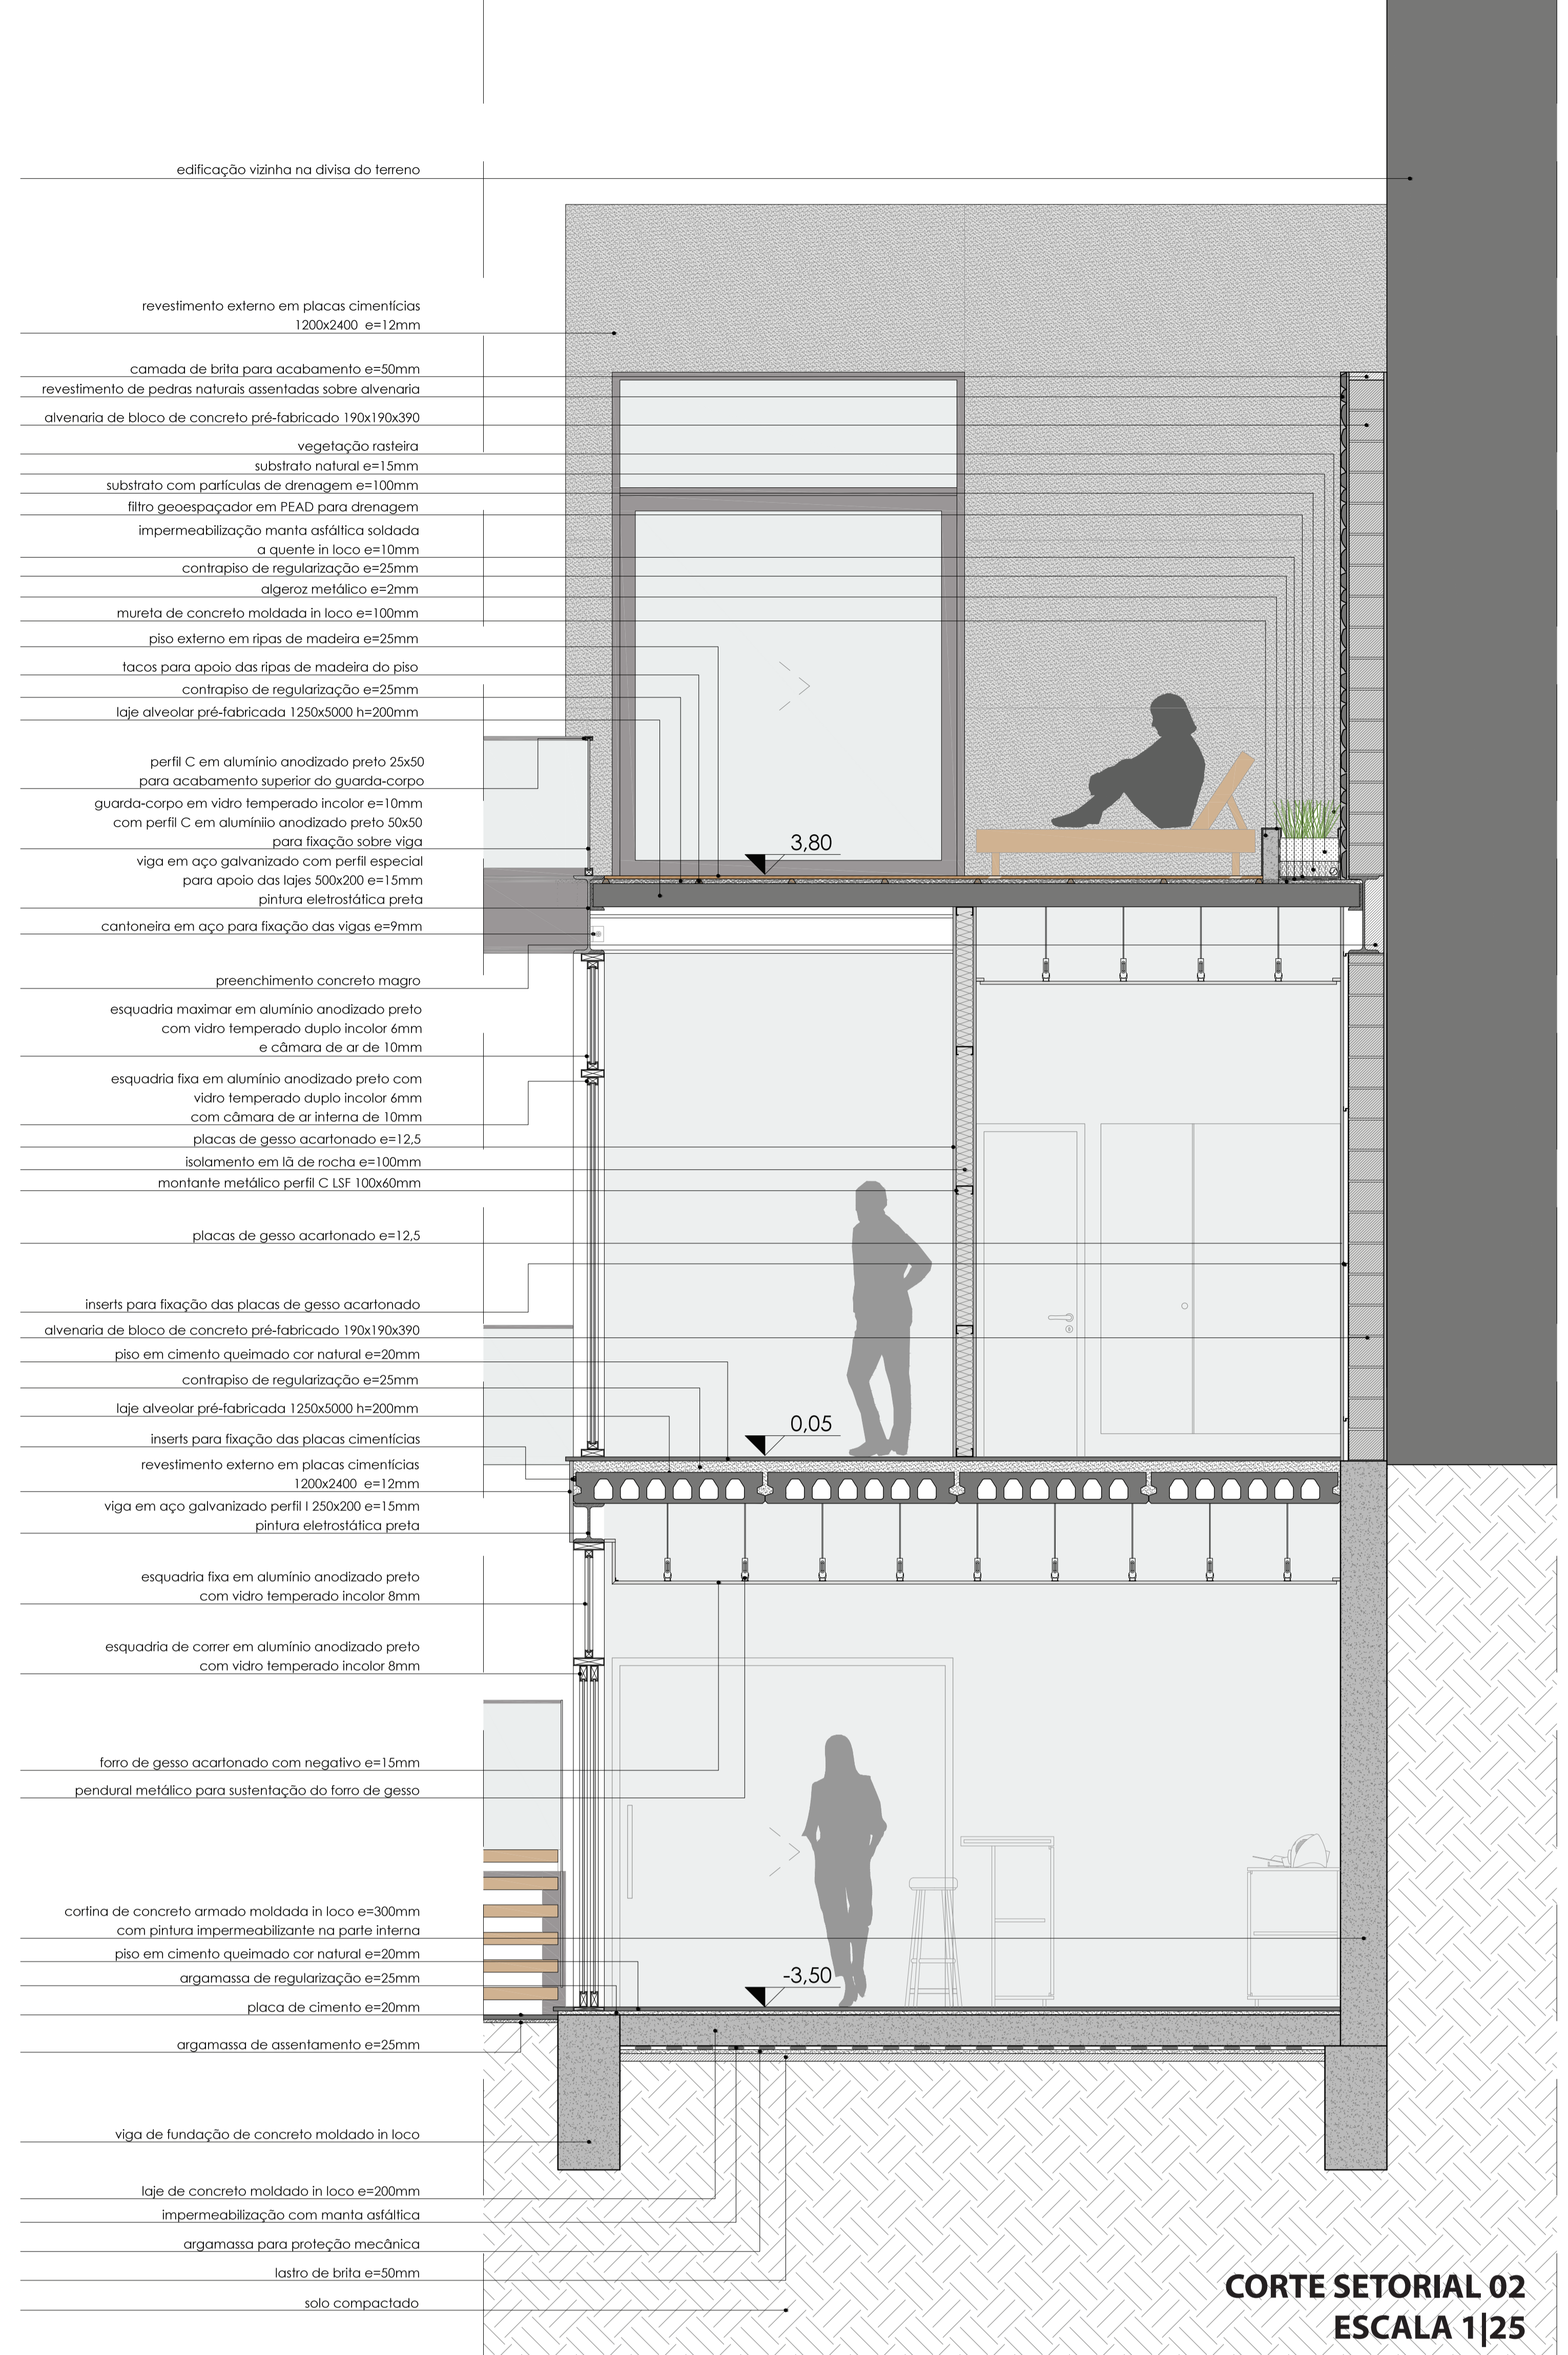 edificação vizinha na divisa do terreno
revestimento externo em placas cimentícias
1200x2400 e=12mm
camada de brita para acabamento e=50mm
revestimento de pedras naturais assentadas sobre alvenaria
alvenaria de bloco de concreto pré-fabricado 190x190x390
vegetação rasteira
substrato natural e=15mm
substrato com partículas de drenagem e=100mm
filtro geoespaçador em PEAD para drenagem
impermeabilização manta asfáltica soldada
a quente in loco e=10mm
contrapiso de regularização e=25mm
algeroz metálico e=2mm
mureta de concreto moldada in loco e=100mm
piso externo em ripas de madeira e=25mm
tacos para apoio das ripas de madeira do piso
contrapiso de regularização e=25mm
laje alveolar pré-fabricada 1250x5000 h=200mm
perfil C em alumínio anodizado preto 25x50
para acabamento superior do guarda-corpo
guarda-corpo em vidro temperado incolor e=10mm
com perfil C em alumíniio anodizado preto 50x50
para fixação sobre viga
3,80
viga em aço galvanizado com perfil especial
para apoio das lajes 500x200 e=15mm
pintura eletrostática preta
cantoneira em aço para fixação das vigas e=9mm
preenchimento concreto magro
esquadria maximar em alumínio anodizado preto
com vidro temperado duplo incolor 6mm
e câmara de ar de 10mm
esquadria fixa em alumínio anodizado preto com
vidro temperado duplo incolor 6mm
com câmara de ar interna de 10mm
placas de gesso acartonado e=12,5
isolamento em lã de rocha e=100mm
montante metálico perfil C LSF 100x60mm
placas de gesso acartonado e=12,5
inserts para fixação das placas de gesso acartonado
alvenaria de bloco de concreto pré-fabricado 190x190x390
piso em cimento queimado cor natural e=20mm
contrapiso de regularização e=25mm
laje alveolar pré-fabricada 1250x5000 h=200mm
0,05
inserts para fixação das placas cimentícias
revestimento externo em placas cimentícias
1200x2400 e=12mm
viga em aço galvanizado perfil I 250x200 e=15mm
pintura eletrostática preta
esquadria fixa em alumínio anodizado preto
com vidro temperado incolor 8mm
esquadria de correr em alumínio anodizado preto
com vidro temperado incolor 8mm
forro de gesso acartonado com negativo e=15mm
pendural metálico para sustentação do forro de gesso
cortina de concreto armado moldada in loco e=300mm
com pintura impermeabilizante na parte interna
piso em cimento queimado cor natural e=20mm
argamassa de regularização e=25mm
-3,50
placa de cimento e=20mm
argamassa de assentamento e=25mm
viga de fundação de concreto moldado in loco
laje de concreto moldado in loco e=200mm
impermeabilização com manta asfáltica
argamassa para proteção mecânica
lastro de brita e=50mm
solo compactado
CORTE SETORIAL 02
ESCALA 1|25